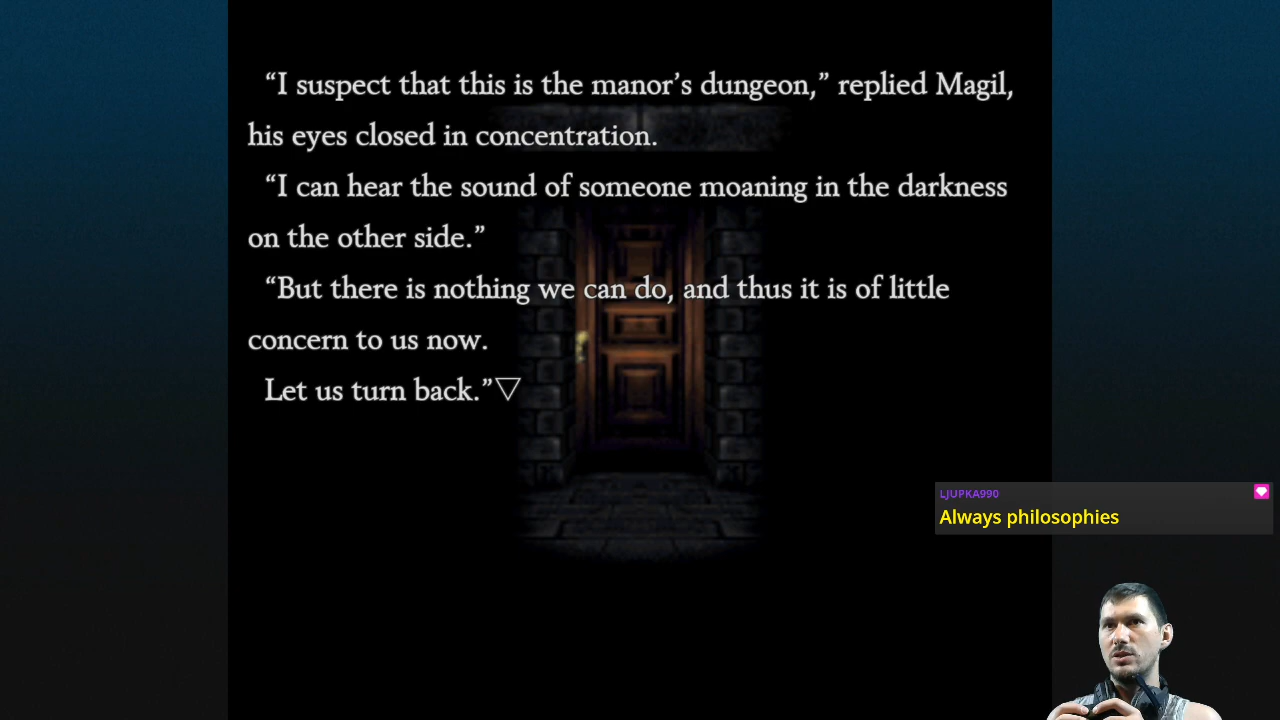 “I suspect that this is the manor’s dungeon,” replied Magil,
his eyes closed in concentration.
“I can hear the sound of someone moaning in the darkness
on the other side.”
“But there is nothing we can do, and thus it is of little
concern to us now.
Let us turn back.”▽
LJUPKA990
Always philosophies